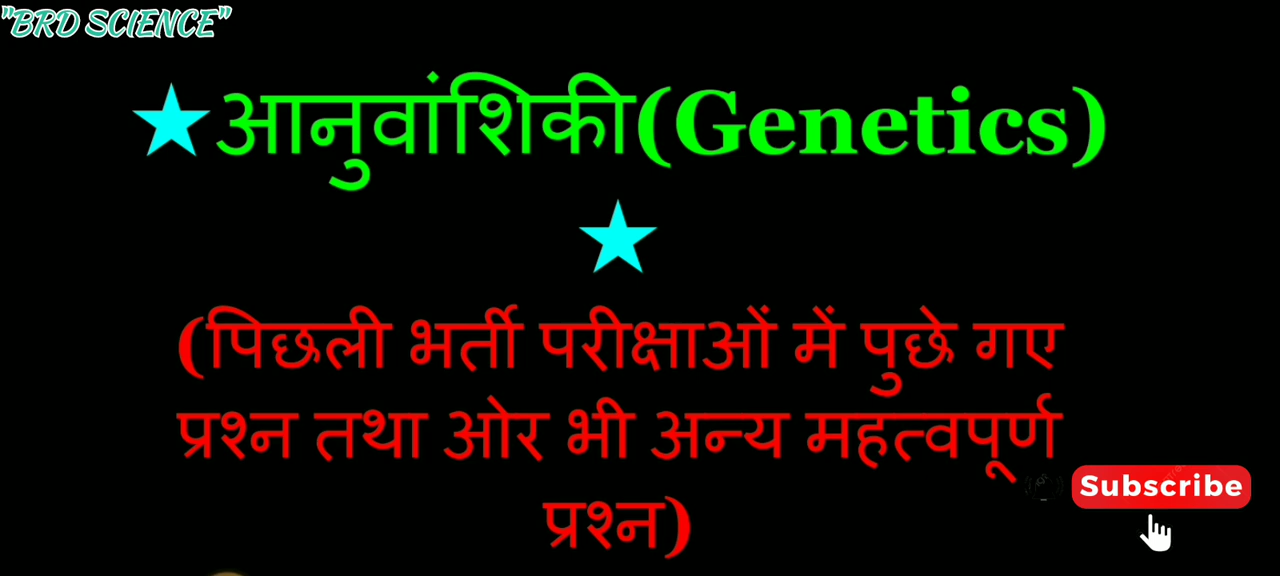 "BRD SCIENCE"
★आनुवांशिकी(Genetics)
★
(पिछली भर्ती परीक्षाओं में पुछे गए
प्रश्न तथा ओर भी अन्य महत्वपूर्ण
प्रश्न)
Subscribe